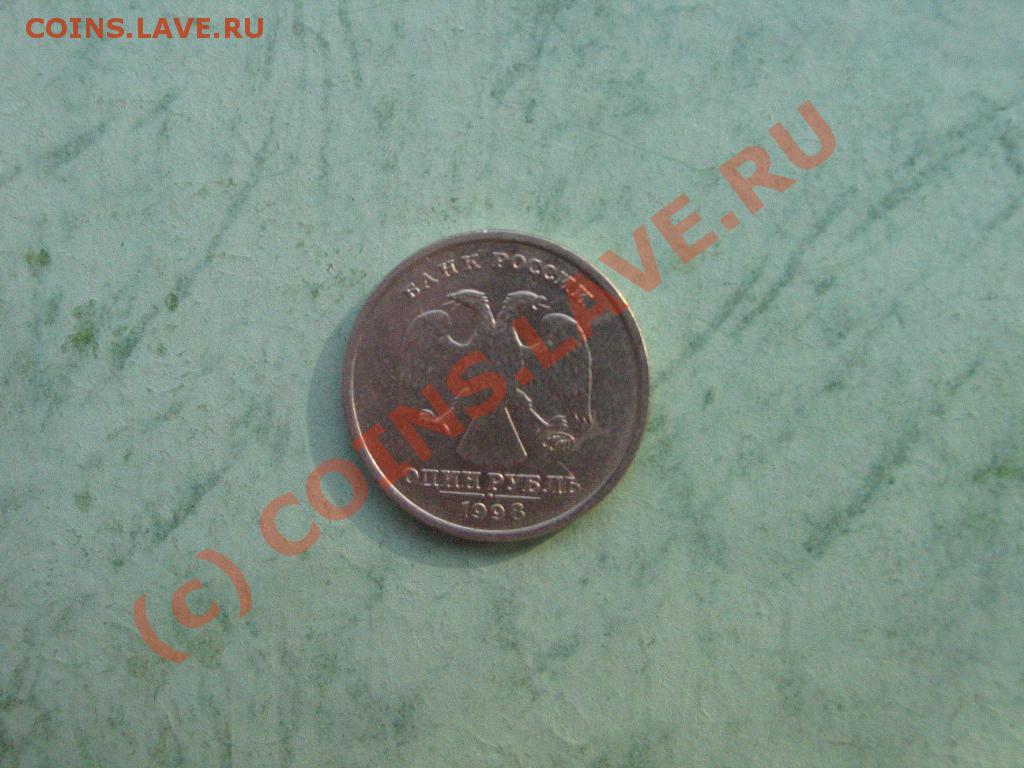 COINS.LAVE.RU
(c) COINS.LAVE.RU
БАНК РОССИИ
ОДИН РУБЛЬ
1998